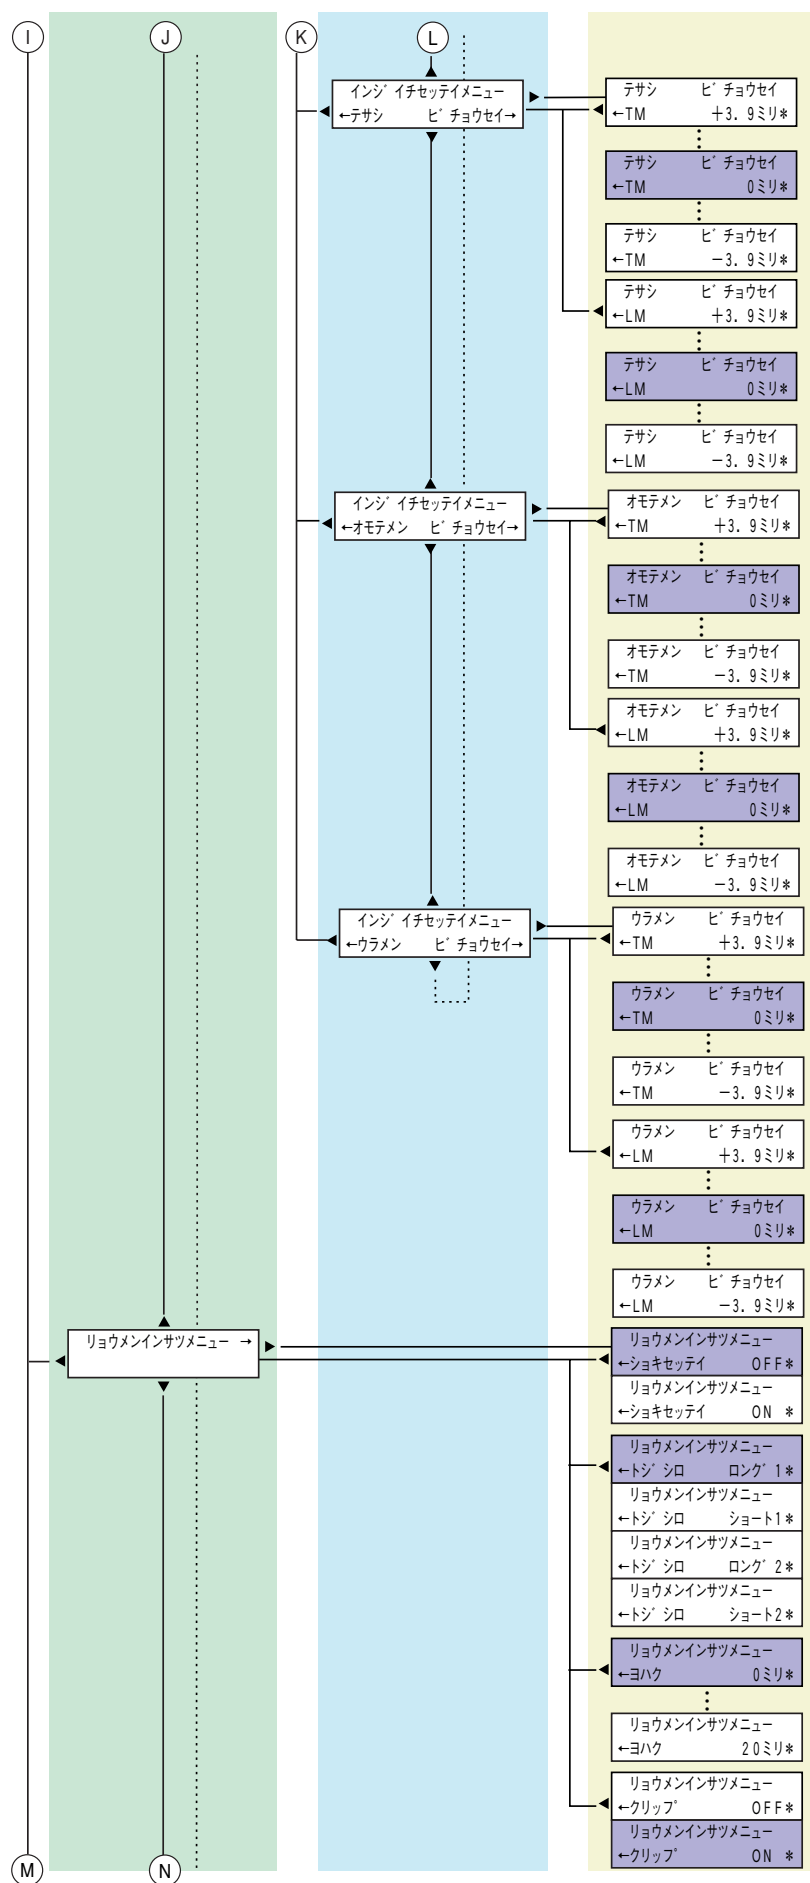 I J K L
インジイチセッテイメニュー
←テサシ ビチョウセイ→
テサシ ビチョウセイ
←TM +3.9ミリ*
テサシ ビチョウセイ
←TM 0ミリ*
テサシ ビチョウセイ
←TM －3.9ミリ*
テサシ ビチョウセイ
←LM +3.9ミリ*
テサシ ビチョウセイ
←LM 0ミリ*
テサシ ビチョウセイ
←LM －3.9ミリ*
インジイチセッテイメニュー
←オモテメン ビチョウセイ→
オモテメン ビチョウセイ
←TM +3.9ミリ*
オモテメン ビチョウセイ
←TM 0ミリ*
オモテメン ビチョウセイ
←TM －3.9ミリ*
オモテメン ビチョウセイ
←LM +3.9ミリ*
オモテメン ビチョウセイ
←LM 0ミリ*
オモテメン ビチョウセイ
←LM －3.9ミリ*
インジイチセッテイメニュー
←ウラメン ビチョウセイ→
ウラメン ビチョウセイ
←TM +3.9ミリ*
ウラメン ビチョウセイ
←TM 0ミリ*
ウラメン ビチョウセイ
←TM －3.9ミリ*
ウラメン ビチョウセイ
←LM +3.9ミリ*
ウラメン ビチョウセイ
←LM 0ミリ*
ウラメン ビチョウセイ
←LM －3.9ミリ*
リョウメンインサツメニュー →
リョウメンインサツメニュー
←ショキセッテイ OFF*
リョウメンインサツメニュー
←ショキセッテイ ON *
リョウメンインサツメニュー
←トジシロ ロング1*
リョウメンインサツメニュー
←トジシロ ショート1*
リョウメンインサツメニュー
←トジシロ ロング2*
リョウメンインサツメニュー
←トジシロ ショート2*
リョウメンインサツメニュー
←ヨハク 0ミリ*
リョウメンインサツメニュー
←ヨハク 20ミリ*
リョウメンインサツメニュー
←クリップ OFF*
リョウメンインサツメニュー
←クリップ ON *
M N